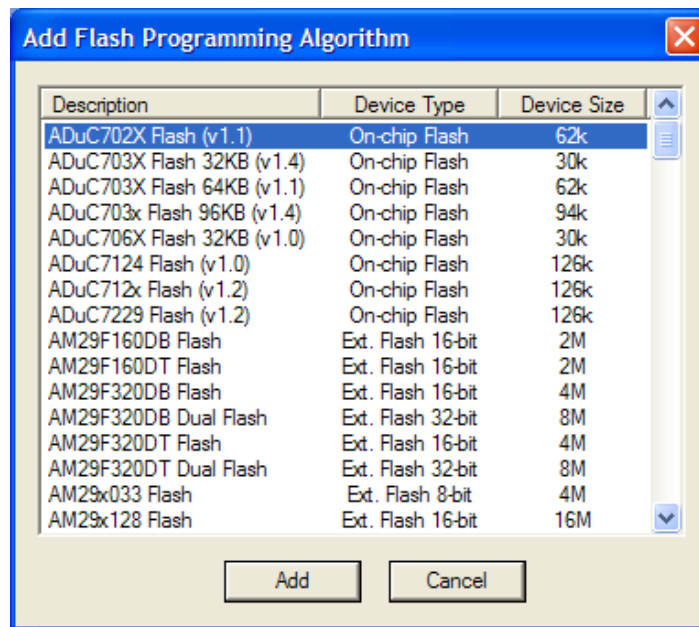 Add Flash Programming Algorithm
Description Device Type Device Size
ADuC702X Flash (v1.1) On-chip Flash 62k
ADuC703X Flash 32KB (v1.4) On-chip Flash 30k
ADuC703X Flash 64KB (v1.1) On-chip Flash 62k
ADuC703x Flash 96KB (v1.4) On-chip Flash 94k
ADuC706X Flash 32KB (v1.0) On-chip Flash 30k
ADuC7124 Flash (v1.0) On-chip Flash 126k
ADuC712x Flash (v1.2) On-chip Flash 126k
ADuC7229 Flash (v1.2) On-chip Flash 126k
AM29F160DB Flash Ext. Flash 16-bit 2M
AM29F160DT Flash Ext. Flash 16-bit 2M
AM29F320DB Flash Ext. Flash 16-bit 4M
AM29F320DB Dual Flash Ext. Flash 32-bit 8M
AM29F320DT Flash Ext. Flash 16-bit 4M
AM29F320DT Dual Flash Ext. Flash 32-bit 8M
AM29x033 Flash Ext. Flash 8-bit 4M
AM29x128 Flash Ext. Flash 16-bit 16M
Add Cancel